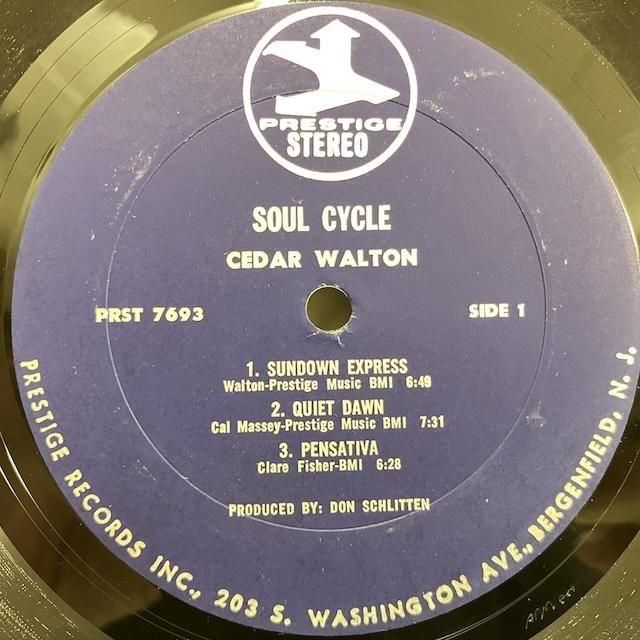 PRESTIGE
STEREO
SOUL CYCLE
CEDAR WALTON
PRST 7693 SIDE 1
1. SUNDOWN EXPRESS
Walton-Prestige Music BMI 6:49
2. QUIET DAWN
Cal Massey-Prestige Music BMI 7:31
3. PENSATIVA
Clare Fisher-BMI 6:28
PRODUCED BY: DON SCHLITTEN
PRESTIGE RECORDS INC., 203 S. WASHINGTON AVE., BERGENFIELD, N. J.